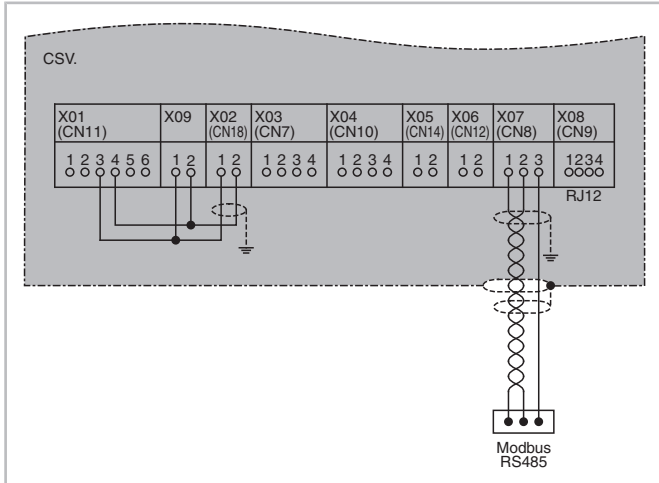 CSV.
X01 X09 X02 X03 X04 X05 X06 X07 X08
(CN11) (CN18) (CN7) (CN10) (CN14) (CN12) (CN8) (CN9)
1 2 3 4 5 6 1 2 1 2 1 2 3 4 1 2 3 4 1 2 1 2 1 2 3 1234
RJ12
Modbus
RS485